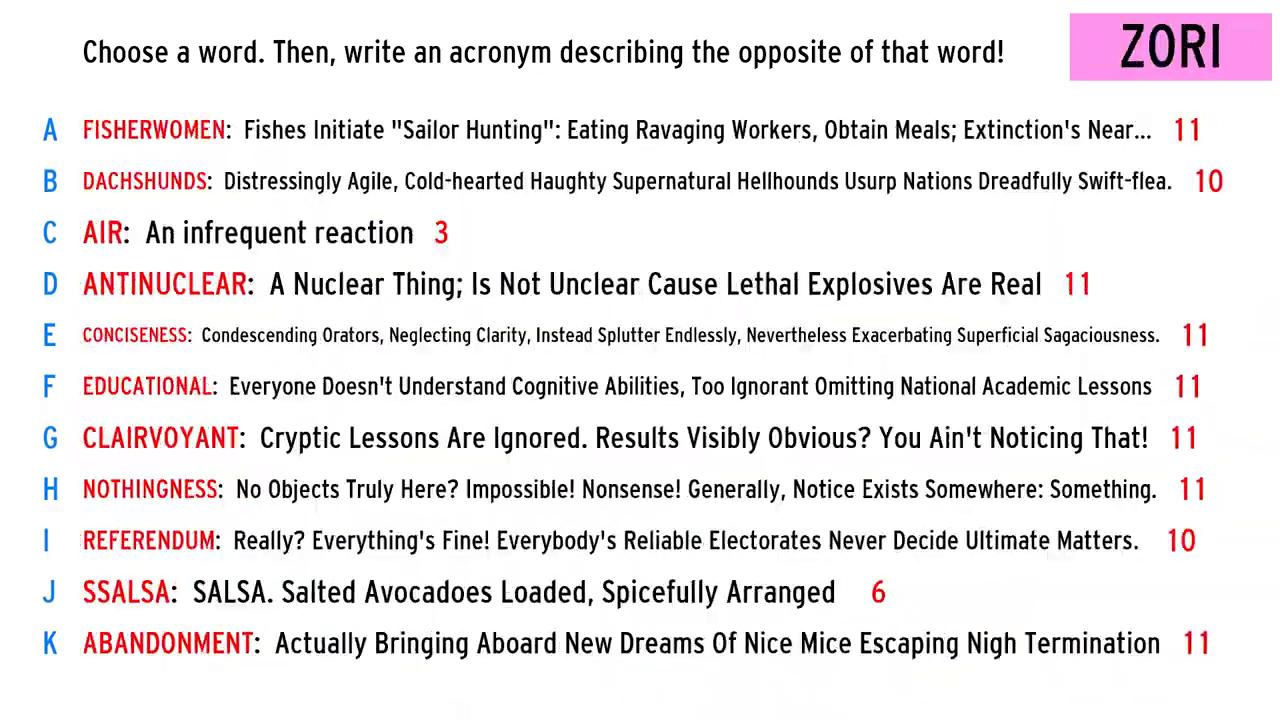 Choose a word. Then, write an acronym describing the opposite of that word!
ZORI
A FISHERWOMEN: Fishes Initiate "Sailor Hunting": Eating Ravaging Workers, Obtain Meals; Extinction's Near... 11
B DACHSHUNDS: Distressingly Agile, Cold-hearted Haughty Supernatural Hellhounds Usurp Nations Dreadfully Swift-flea. 10
C AIR: An infrequent reaction 3
D ANTINUCLEAR: A Nuclear Thing; Is Not Unclear Cause Lethal Explosives Are Real 11
E CONCISENESS: Condescending Orators, Neglecting Clarity, Instead Splutter Endlessly, Nevertheless Exacerbating Superficial Sagaciousness. 11
F EDUCATIONAL: Everyone Doesn't Understand Cognitive Abilities, Too Ignorant Omitting National Academic Lessons 11
G CLAIRVOYANT: Cryptic Lessons Are Ignored. Results Visibly Obvious? You Ain't Noticing That! 11
H NOTHINGNESS: No Objects Truly Here? Impossible! Nonsense! Generally, Notice Exists Somewhere: Something. 11
I REFERENDUM: Really? Everything's Fine! Everybody's Reliable Electorates Never Decide Ultimate Matters. 10
J SSALSA: SALSA. Salted Avocadoes Loaded, Spicefully Arranged 6
K ABANDONMENT: Actually Bringing Aboard New Dreams Of Nice Mice Escaping Nigh Termination 11